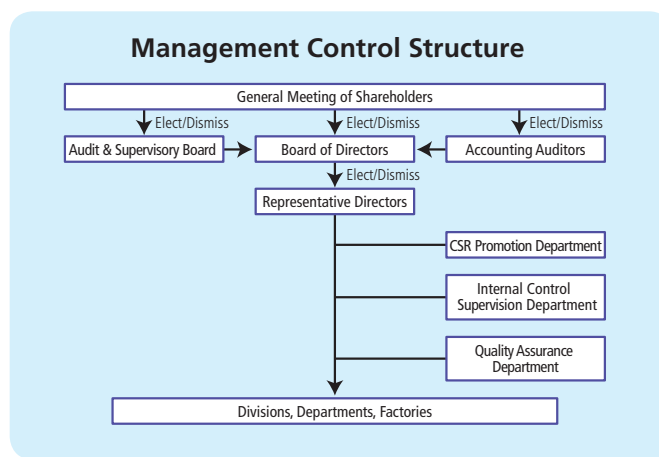 Management Control Structure
General Meeting of Shareholders
Elect/Dismiss
Elect/Dismiss
Elect/Dismiss
Audit & Supervisory Board
Board of Directors
Accounting Auditors
Elect/Dismiss
Representative Directors
CSR Promotion Department
Internal Control
Supervision Department
Quality Assurance
Department
Divisions, Departments, Factories